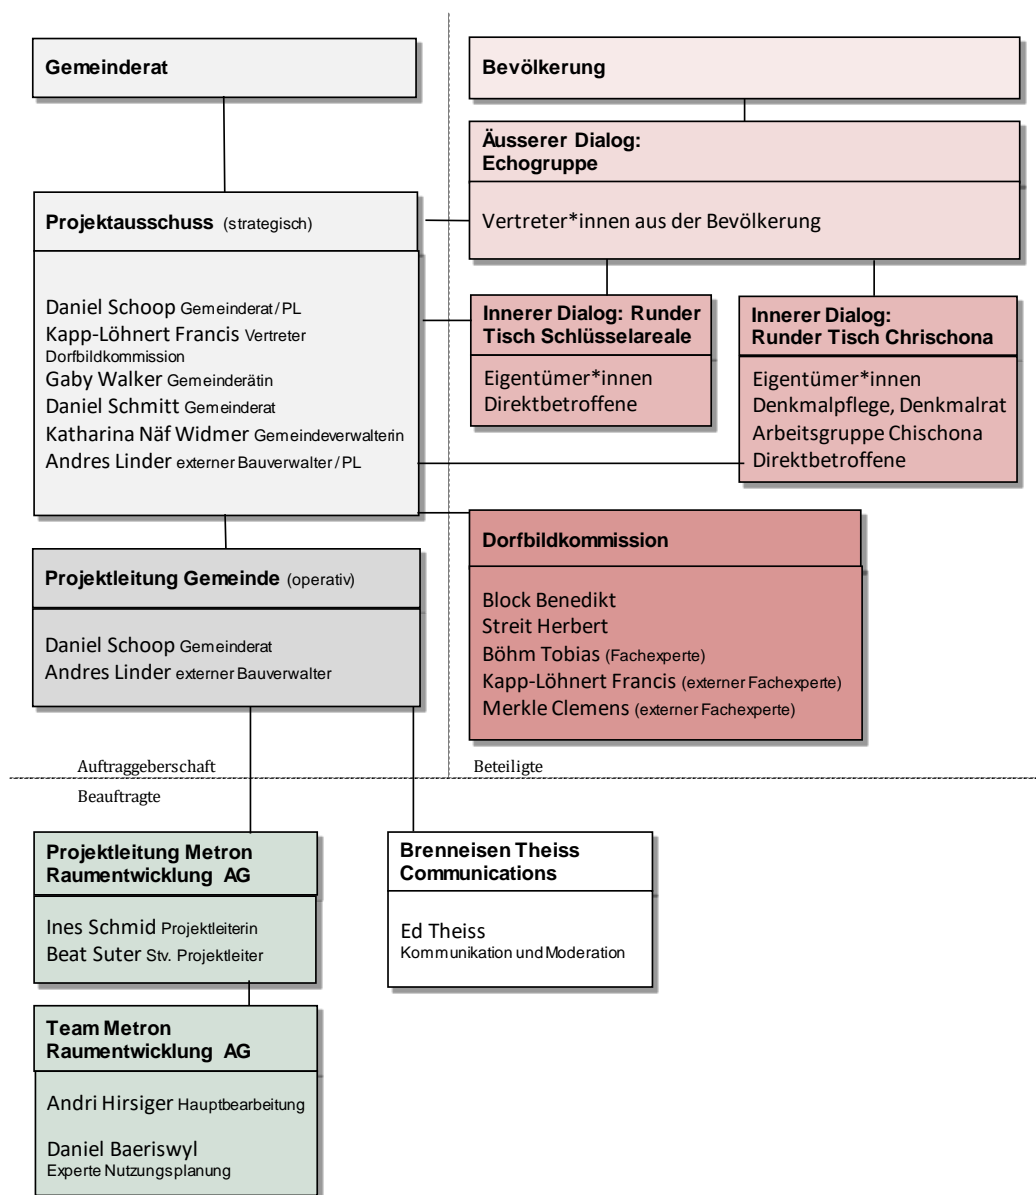 Gemeinderat
Projektausschuss (strategisch)
Daniel Schoop Gemeinderat / PL
Kapp-Löhnert Francis Vertreter
Dorfbildkommission
Gaby Walker Gemeinderätin
Daniel Schmitt Gemeinderat
Katharina Näf Widmer Gemeindeverwalterin
Andres Linder externer Bauverwalter / PL
Projektleitung Gemeinde (operativ)
Daniel Schoop Gemeinderat
Andres Linder externer Bauverwalter
Auftraggeberschaft
Bevölkerung
Äusserer Dialog:
Echogruppe
Vertreter*innen aus der Bevölkerung
Innerer Dialog: Runder
Tisch Schlüsselareale
Eigentümer*innen
Direktbetroffene
Innerer Dialog:
Runder Tisch Chrischona
Eigentümer*innen
Denkmalpflege, Denkmalrat
Arbeitsgruppe Chischona
Direktbetroffene
Dorfbildkommission
Block Benedikt
Streit Herbert
Böhm Tobias (Fachexperte)
Kapp-Löhnert Francis (externer Fachexperte)
Merkle Clemens (externer Fachexperte)
Beteiligte
Beauftragte
Projektleitung Metron
Raumentwicklung AG
Ines Schmid Projektleiterin
Beat Suter Stv. Projektleiter
Team Metron
Raumentwicklung AG
Andri Hirsiger Hauptbearbeitung
Daniel Baeriswyl
Experte Nutzungsplanung
Brenneisen Theiss
Communications
Ed Theiss
Kommunikation und Moderation